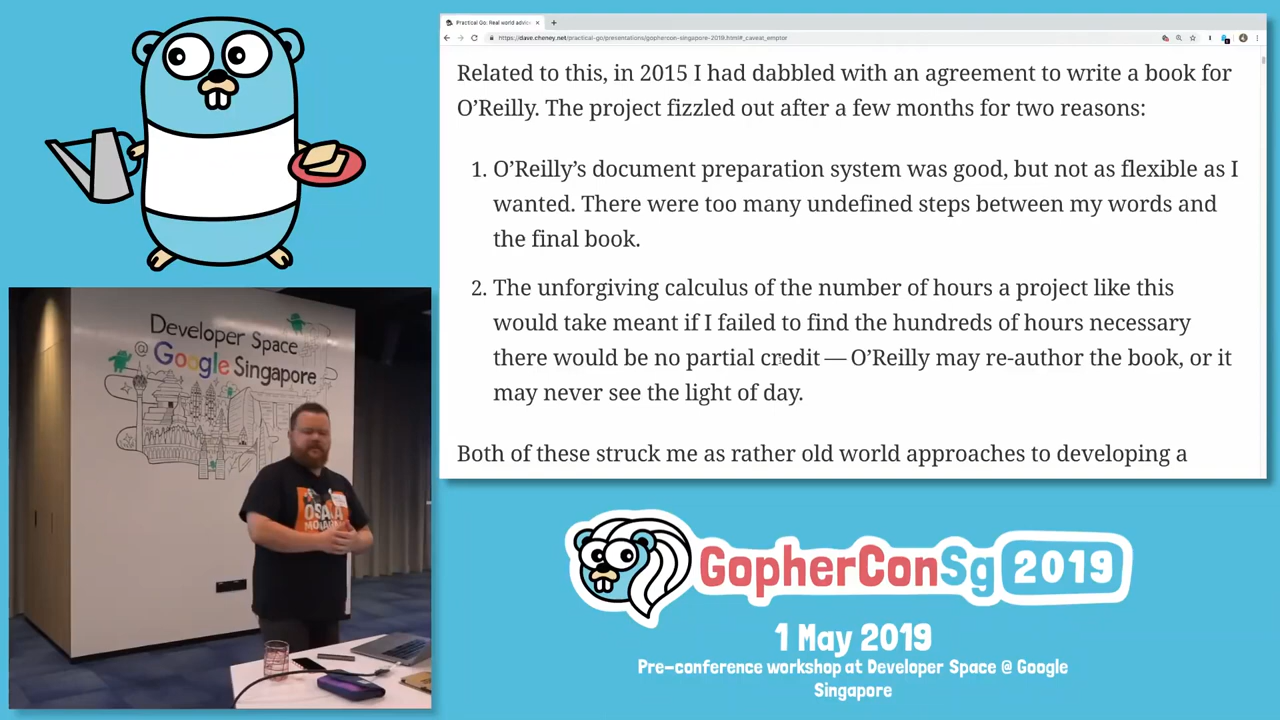 Practical Go: Real world advic
https://dave.cheney.net/practical-go/presentations/gophercon-singapore-2019.html#_caveat_emptor
Related to this, in 2015 I had dabbled with an agreement to write a book for
O’Reilly. The project fizzled out after a few months for two reasons:
1. O’Reilly’s document preparation system was good, but not as flexible as I
wanted. There were too many undefined steps between my words and
the final book.
2. The unforgiving calculus of the number of hours a project like this
would take meant if I failed to find the hundreds of hours necessary
there would be no partial credit — O’Reilly may re-author the book, or it
may never see the light of day.
Both of these struck me as rather old world approaches to developing a
Developer Space
@ Google Singapore
OSAKA
GopherConSg 2019
1 May 2019
Pre-conference workshop at Developer Space @ Google
Singapore